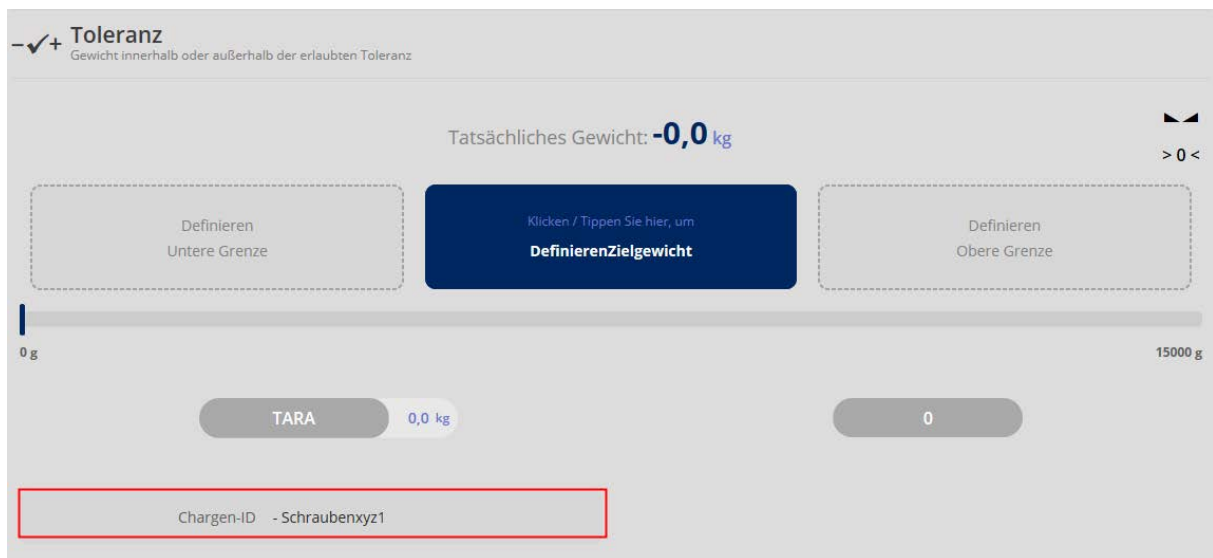 Toleranz
Gewicht innerhalb oder außerhalb der erlaubten Toleranz
Tatsächliches Gewicht: -0,0 kg
> 0 <
Definieren
Untere Grenze
Klicken / Tippen Sie hier, um
DefinierenZielgewicht
Definieren
Obere Grenze
0 g
15000 g
TARA 0,0 kg
0
Chargen-ID - Schraubenxyz1